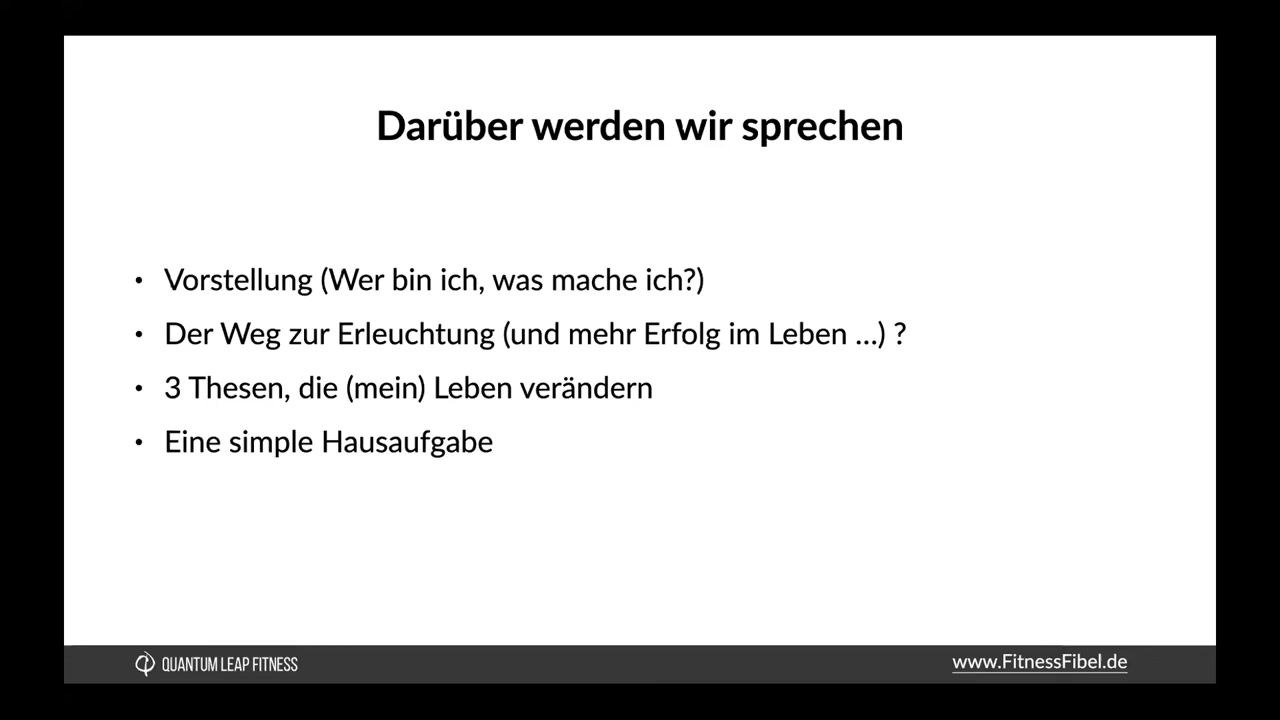 Darüber werden wir sprechen
• Vorstellung (Wer bin ich, was mache ich?)
• Der Weg zur Erleuchtung (und mehr Erfolg im Leben ...) ?
• 3 Thesen, die (mein) Leben verändern
• Eine simple Hausaufgabe
QUANTUM LEAP FITNESS
www.FitnessFibel.de